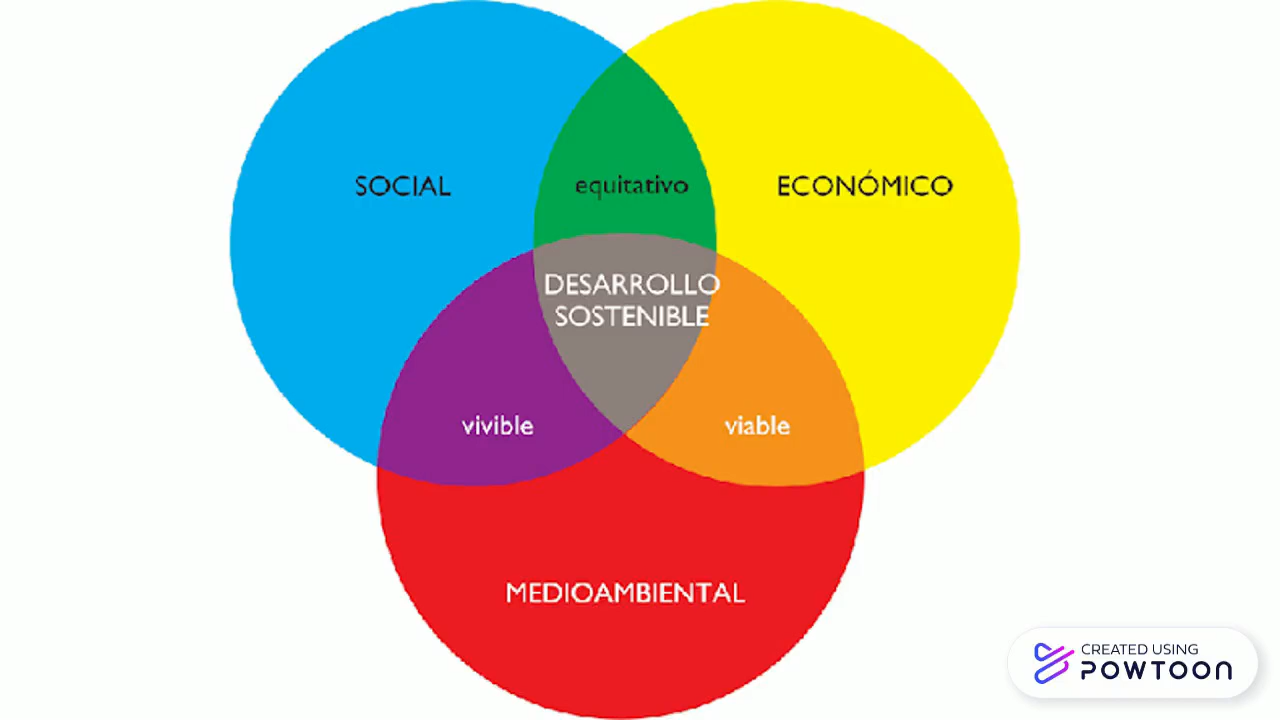 SOCIAL
equitativo
ECONÓMICO
DESARROLLO
SOSTENIBLE
vivible
viable
MEDIOAMBIENTAL
CREATED USING
POWTOON